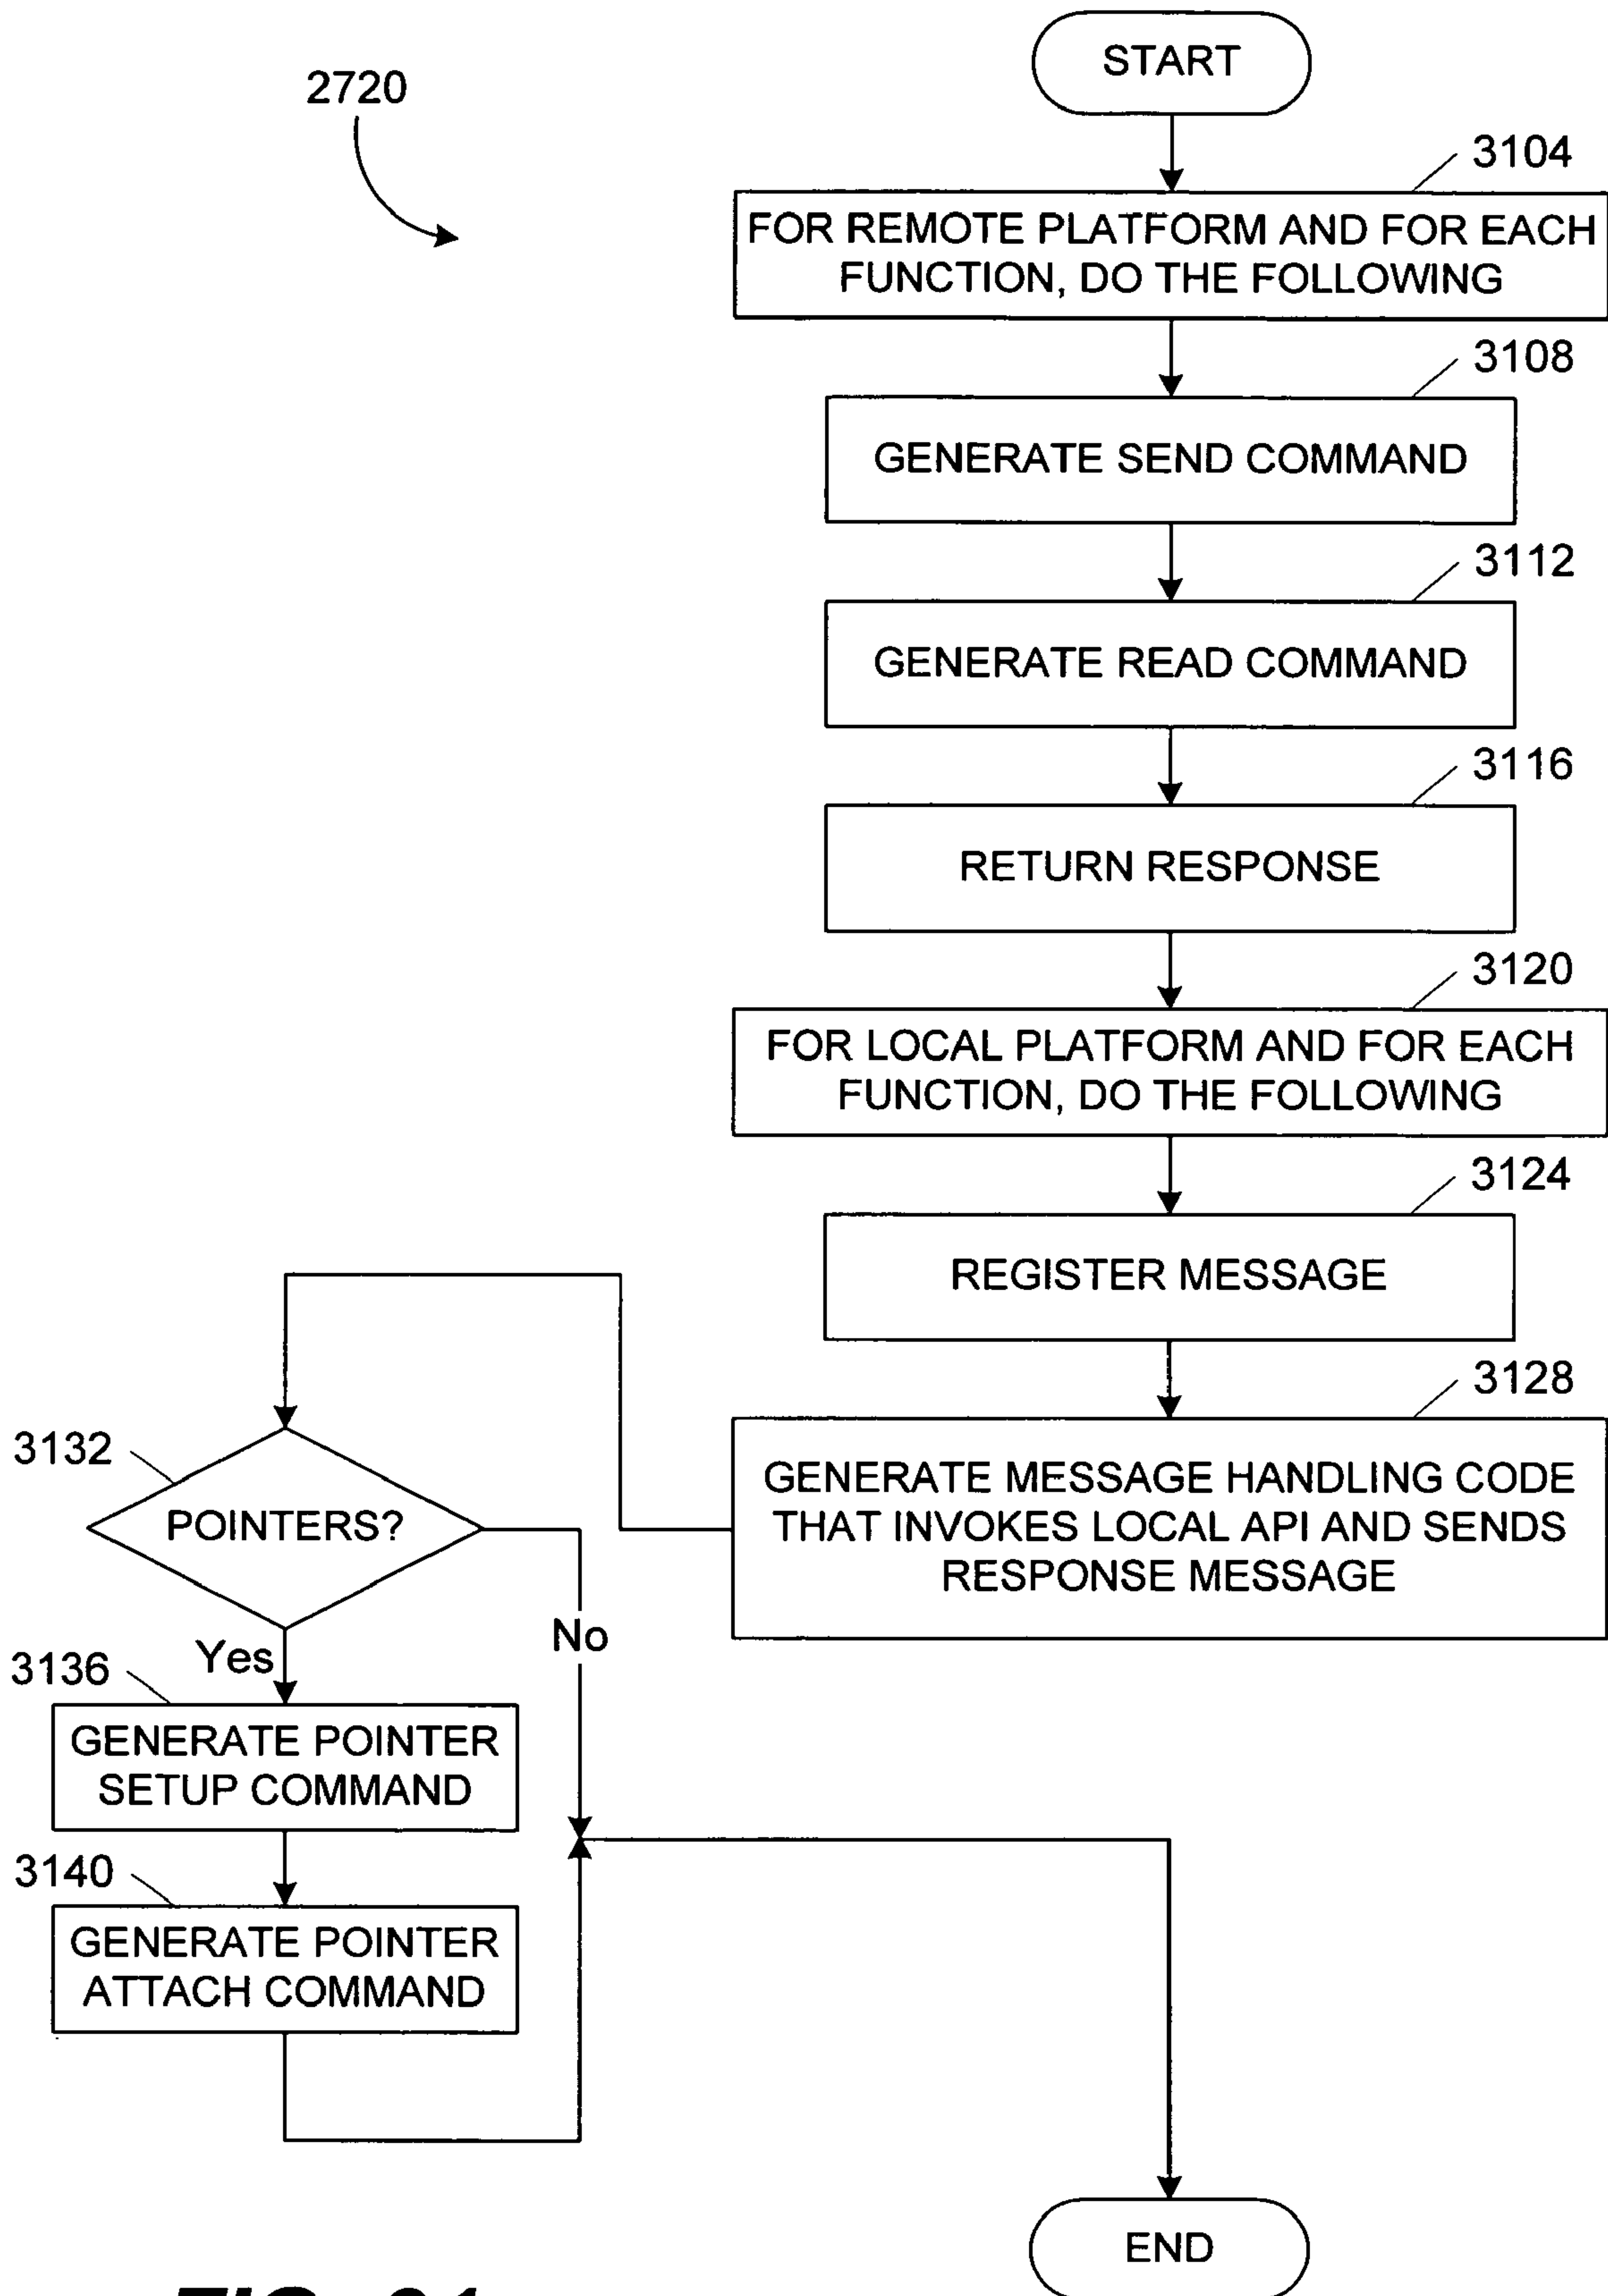 2720
START
3104
FOR REMOTE PLATFORM AND FOR EACH
FUNCTION, DO THE FOLLOWING
3108
GENERATE SEND COMMAND
3112
GENERATE READ COMMAND
3116
RETURN RESPONSE
3120
FOR LOCAL PLATFORM AND FOR EACH
FUNCTION, DO THE FOLLOWING
3124
REGISTER MESSAGE
3128
GENERATE MESSAGE HANDLING CODE
THAT INVOKES LOCAL API AND SENDS
RESPONSE MESSAGE
3132
POINTERS?
No
Yes
3136
GENERATE POINTER
SETUP COMMAND
3140
GENERATE POINTER
ATTACH COMMAND
END